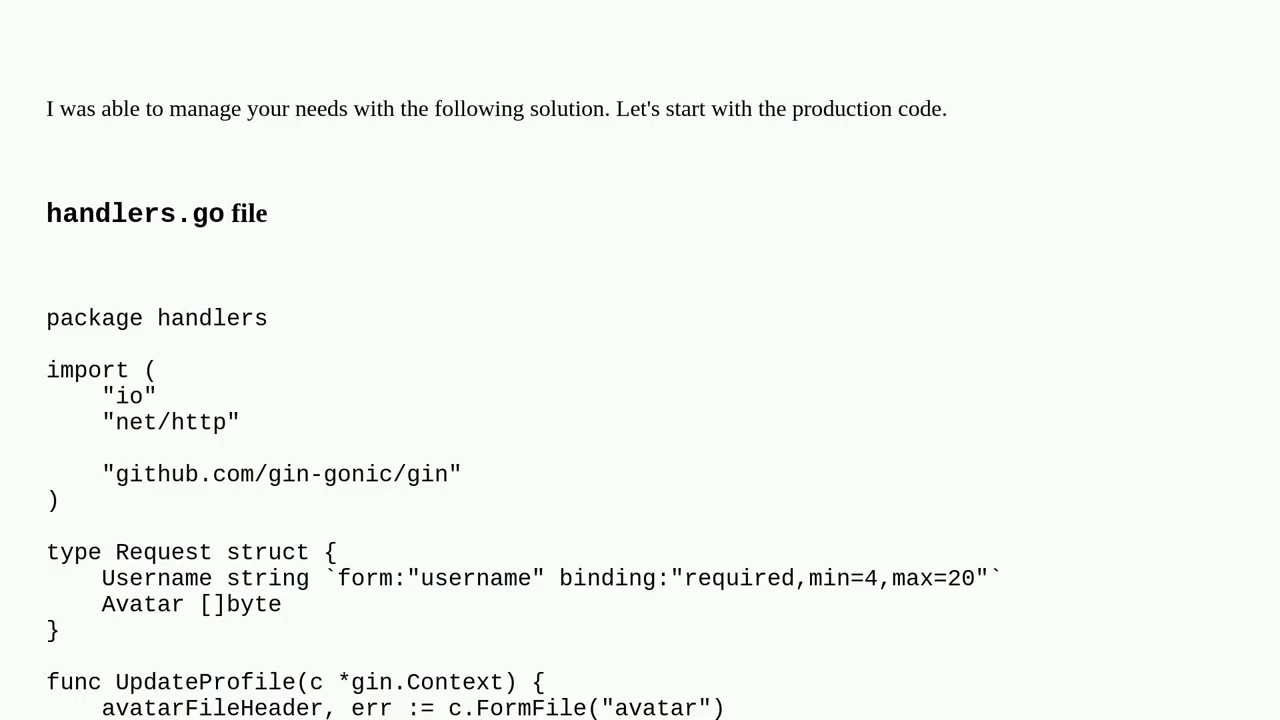 I was able to manage your needs with the following solution. Let's start with the production code.
handlers.go file
package handlers
import (
    "io"
    "net/http"
    "github.com/gin-gonic/gin"
)
type Request struct {
    Username string `form:"username" binding:"required,min=4,max=20"`
    Avatar []byte
}
func UpdateProfile(c *gin.Context) {
    avatarFileHeader, err := c.FormFile("avatar")